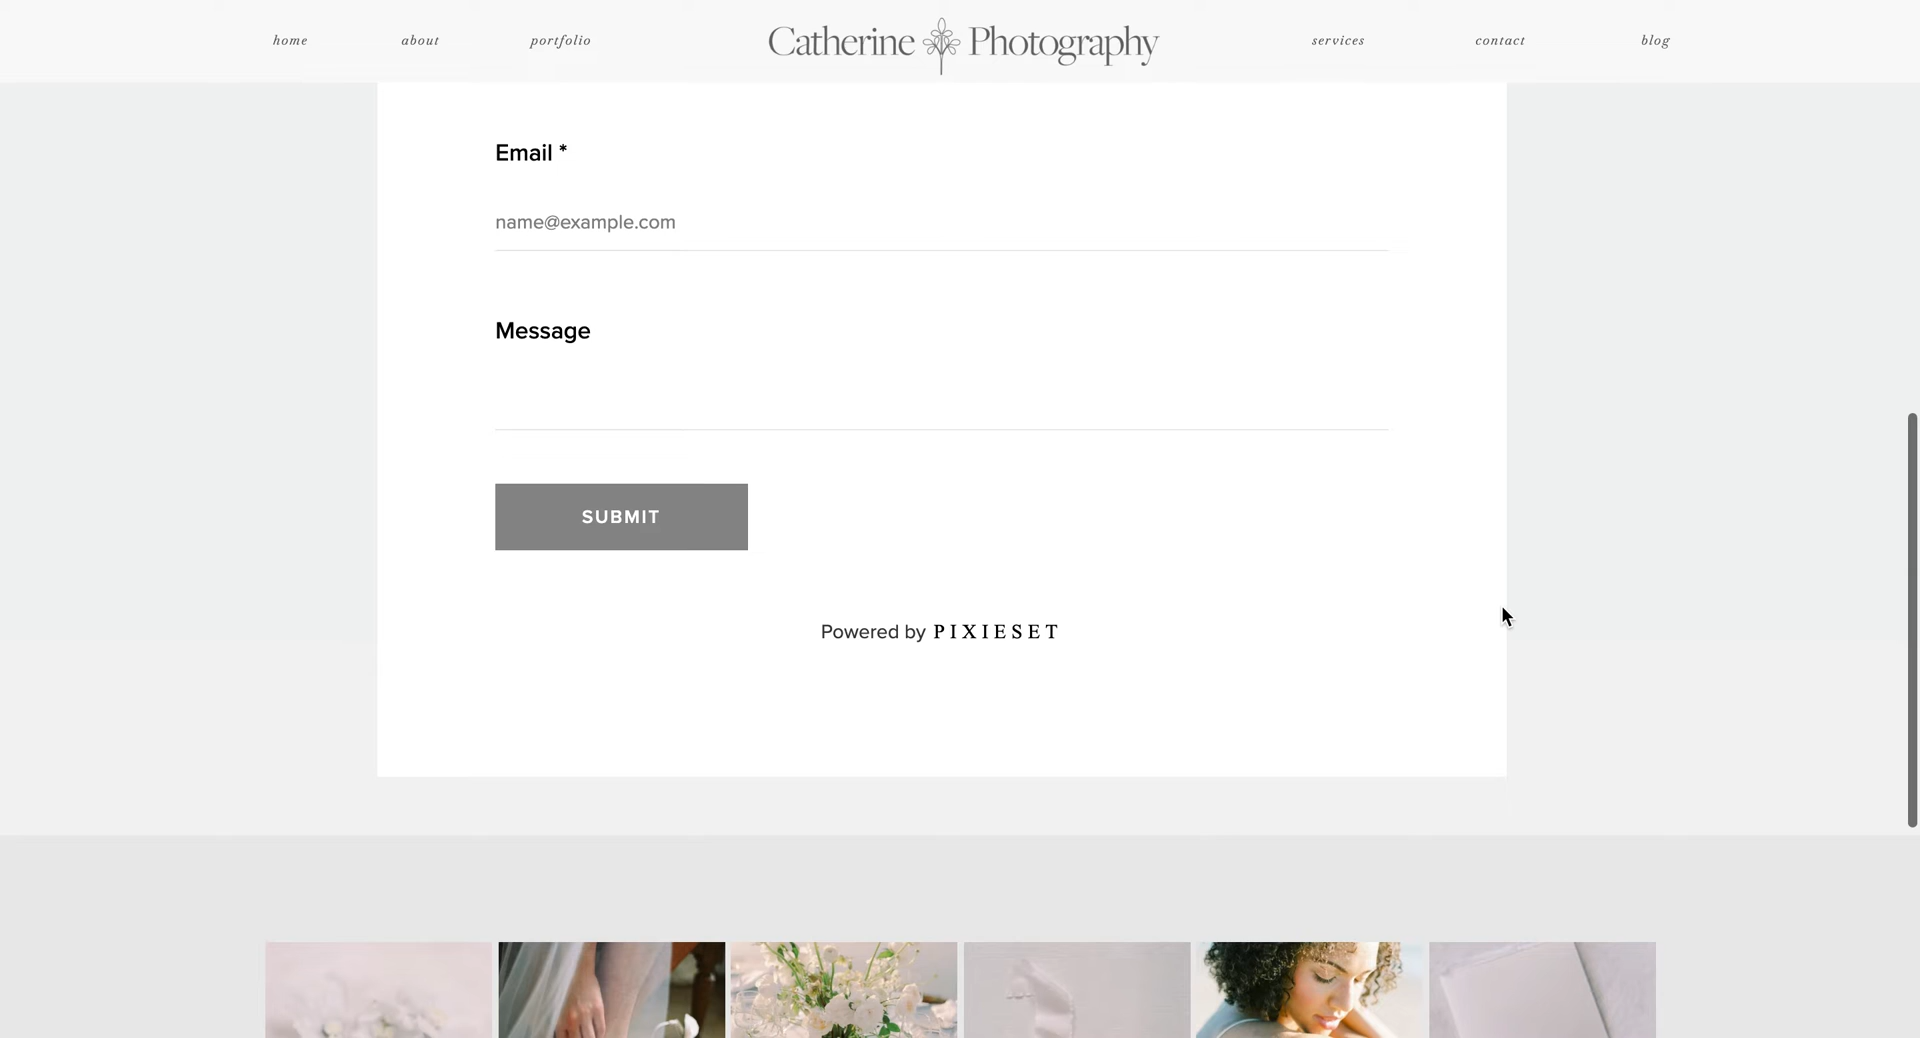 home about portfolio Catherine Photography services contact blog
Email *
name@example.com
Message
SUBMIT
Powered by PIXIESET